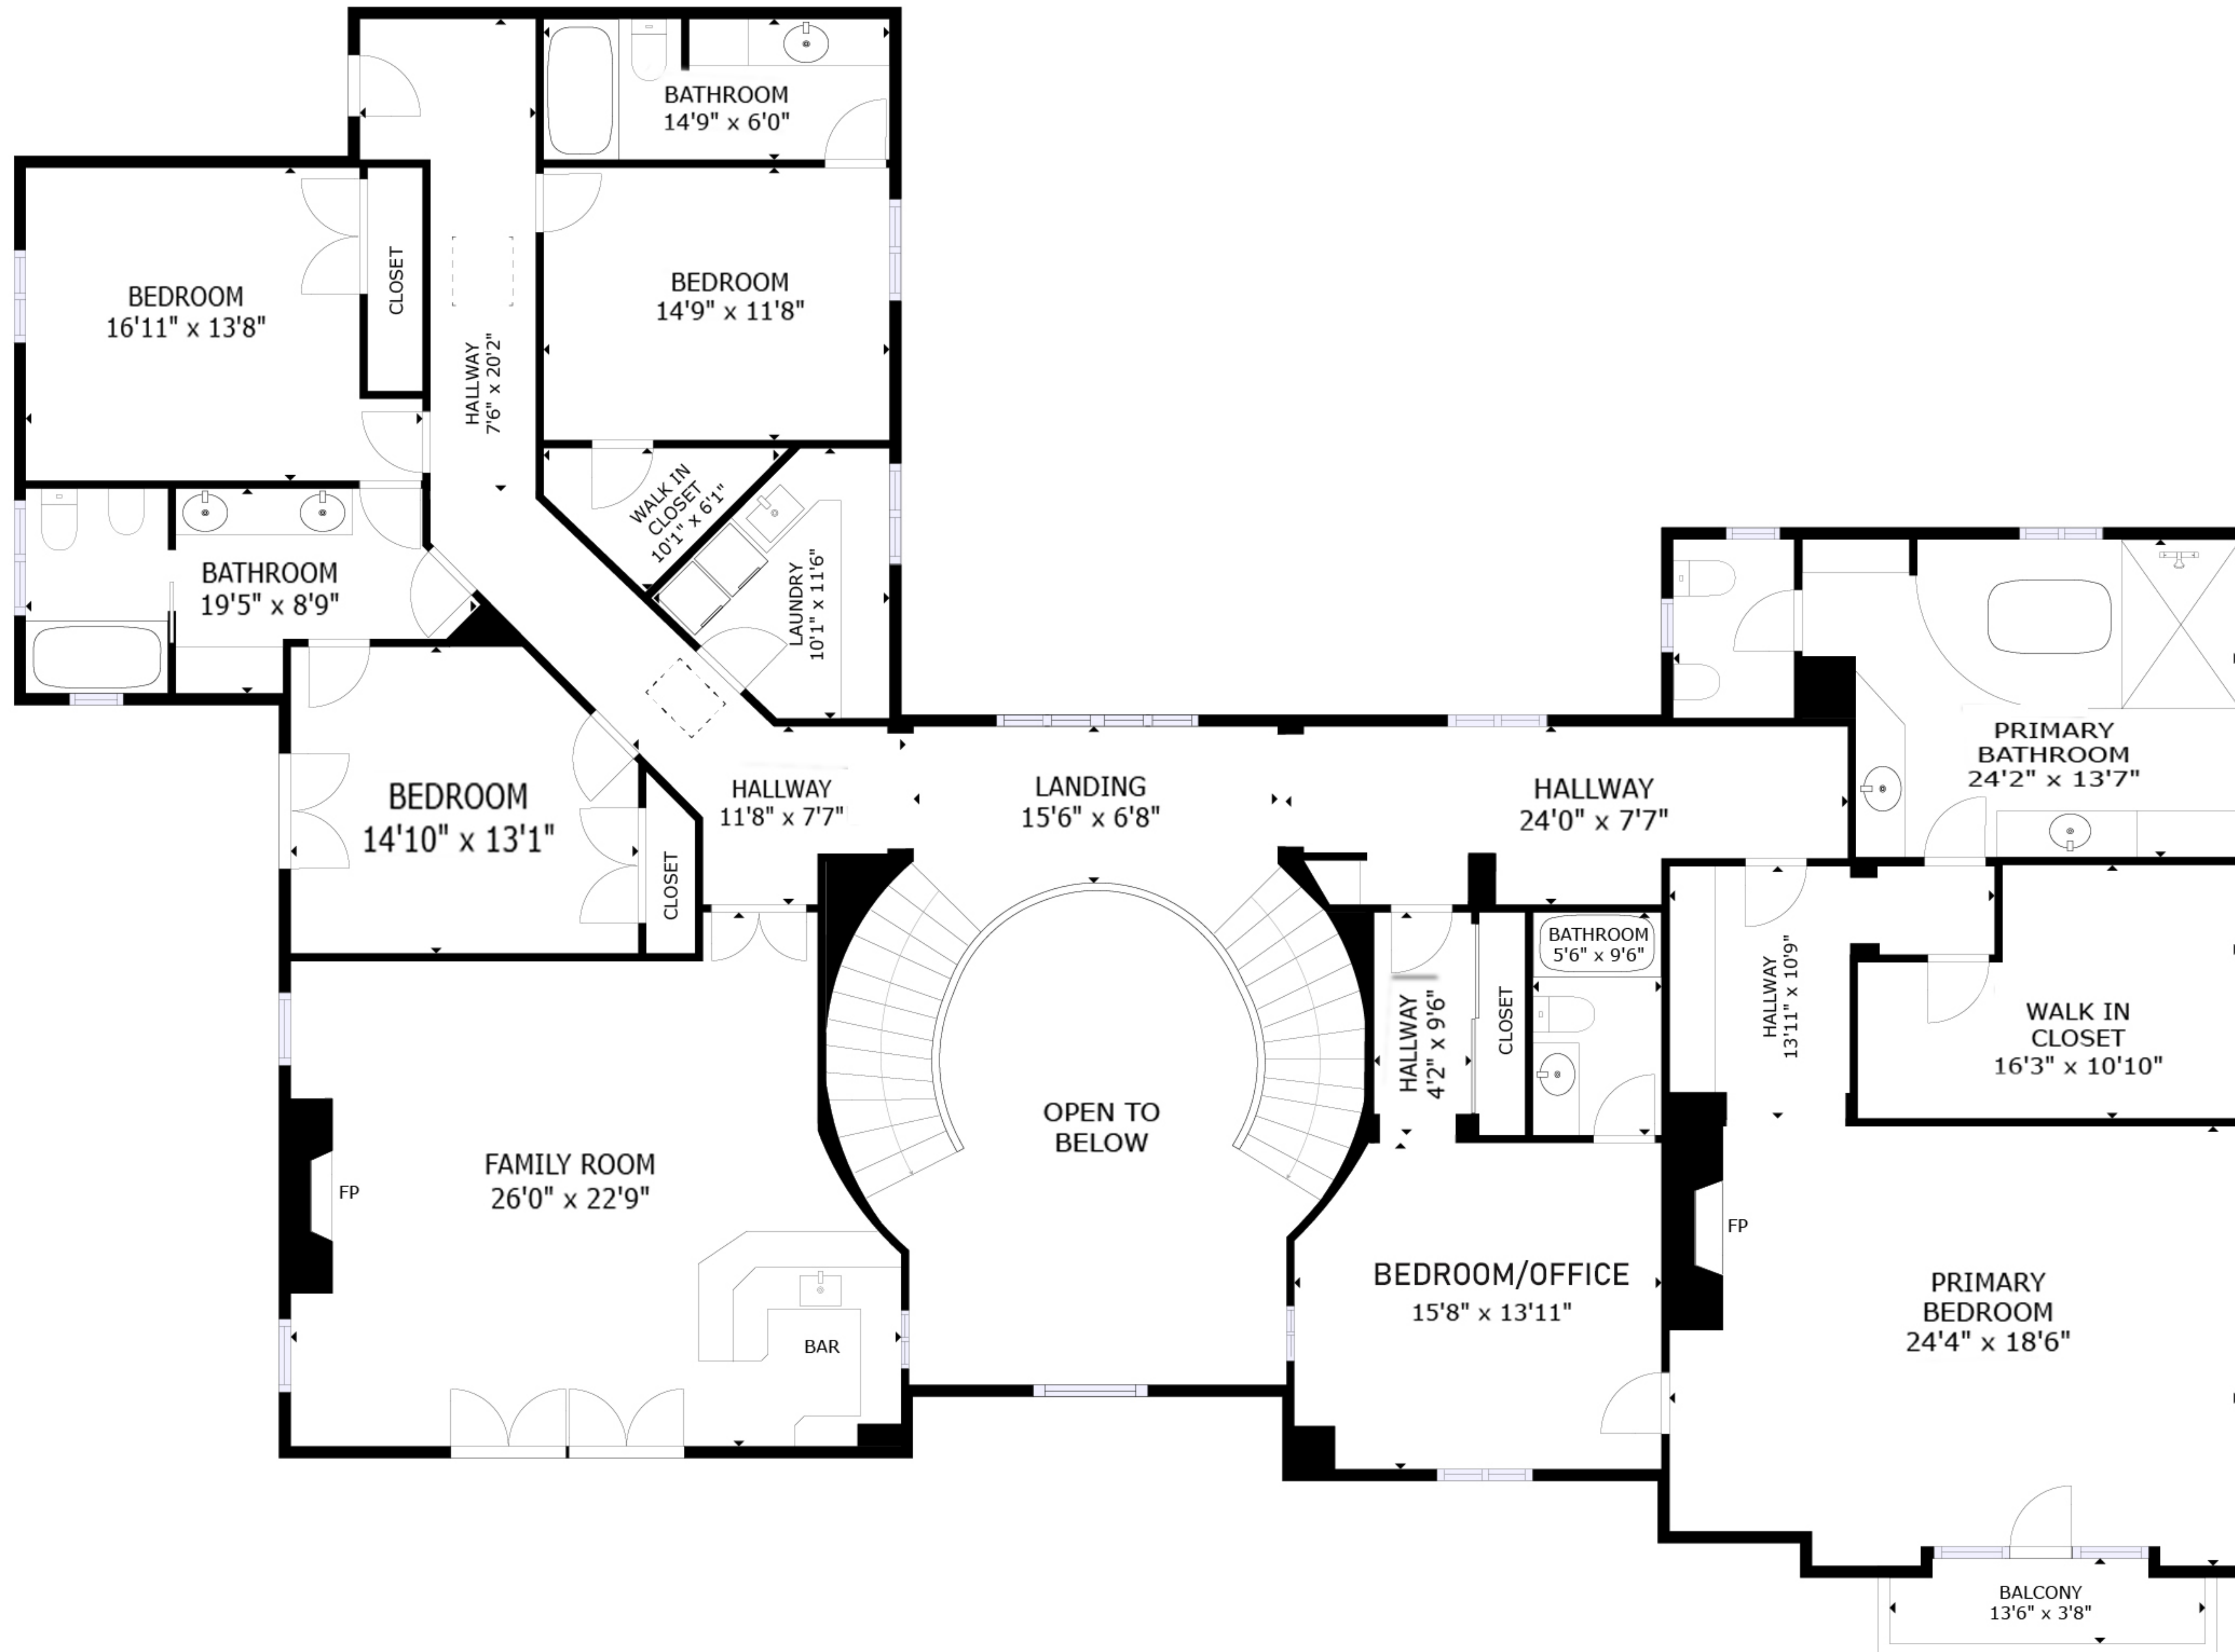 BATHROOM
14'9" x 6'0"
BEDROOM
16'11" x 13'8"
CLOSET
HALLWAY
7'6" x 20'2"
BEDROOM
14'9" x 11'8"
WALK IN
CLOSET
10'1" x 6'1"
LAUNDRY
10'1" x 11'6"
BATHROOM
19'5" x 8'9"
BEDROOM
14'10" x 13'1"
CLOSET
HALLWAY
11'8" x 7'7"
LANDING
15'6" x 6'8"
HALLWAY
24'0" x 7'7"
PRIMARY
BATHROOM
24'2" x 13'7"
BATHROOM
5'6" x 9'6"
HALLWAY
4'2" x 9'6"
CLOSET
HALLWAY
13'11" x 10'9"
WALK IN
CLOSET
16'3" x 10'10"
FAMILY ROOM
26'0" x 22'9"
FP
BAR
OPEN TO
BELOW
BEDROOM/OFFICE
15'8" x 13'11"
FP
PRIMARY
BEDROOM
24'4" x 18'6"
BALCONY
13'6" x 3'8"